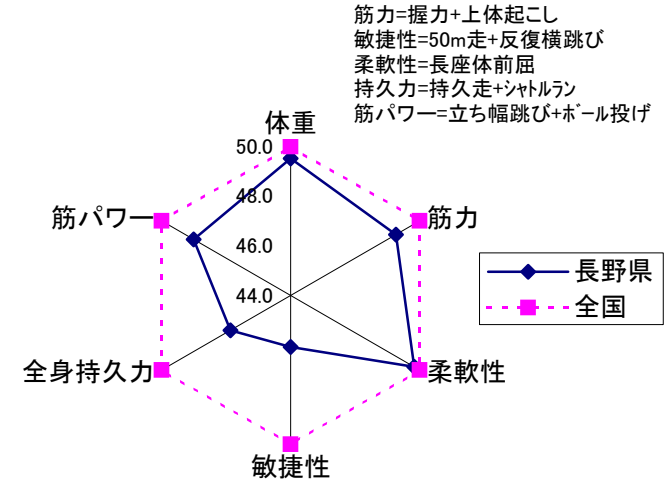 筋力=握力+上体起こし
敏捷性=50m走+反復横跳び
柔軟性=長座体前屈
持久力=持久走+ｼｬﾄﾙﾗﾝ
筋パワー=立ち幅跳び+ﾎﾞｰﾙ投げ
体重
50.0
48.0
46.0
44.0
筋パワー
筋力
長野県
全国
全身持久力
柔軟性
敏捷性